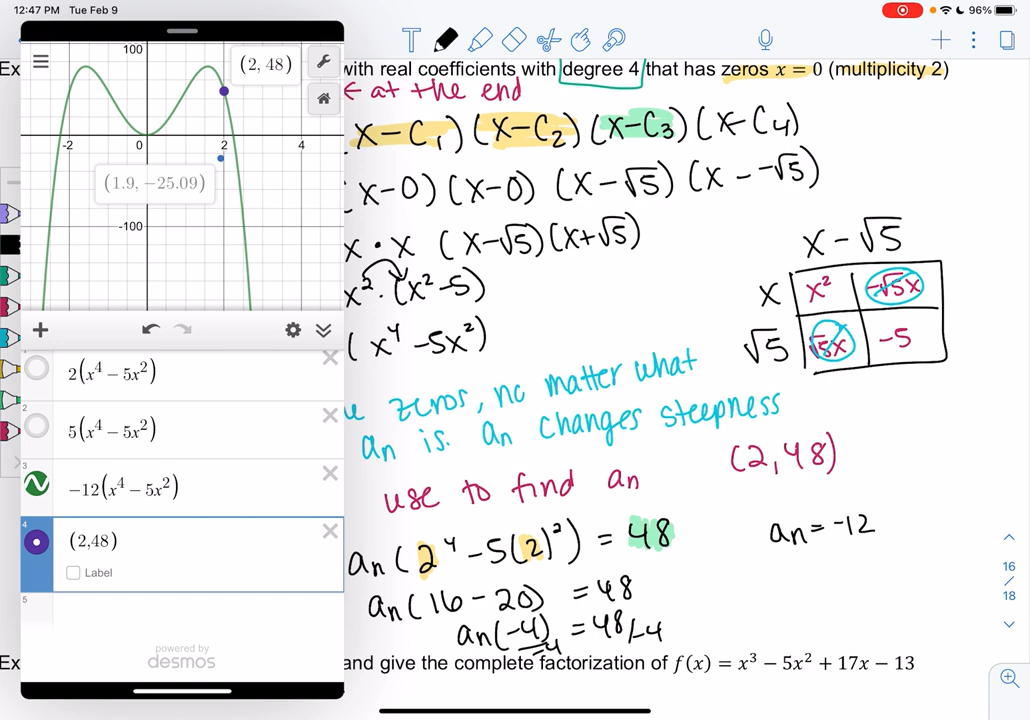 12:47 PM Tue Feb 9
96%
with real coefficients with degree 4 that has zeros x = 0 (multiplicity 2)
← at the end
x-C₁) (x-C₂) (x-C₃) (x-C₄)
x-0) (x-0) (x-√5) (x--√5)
x • x (x-√5)(x+√5)
x² · (x²-5)
( x⁴ -5x²)
x - √5
x x² -√5x
√5 √5x -5
zeros, no matter what
an is. an changes steepness
use to find an
(2,48)
an ( 2⁴ - 5(2)²) = 48
an = -12
an (16 - 20) = 48
an(-4) = 48/-4
-4
Ex
and give the complete factorization of f(x) = x³ − 5x² + 17x − 13
16
/
18
100
(2, 48)
-2 0 2 4
(1.9, −25.09)
-100
1
2(x⁴ − 5x²)
2
5(x⁴ − 5x²)
3
−12(x⁴ − 5x²)
4
(2,48)
Label
5
powered by
desmos